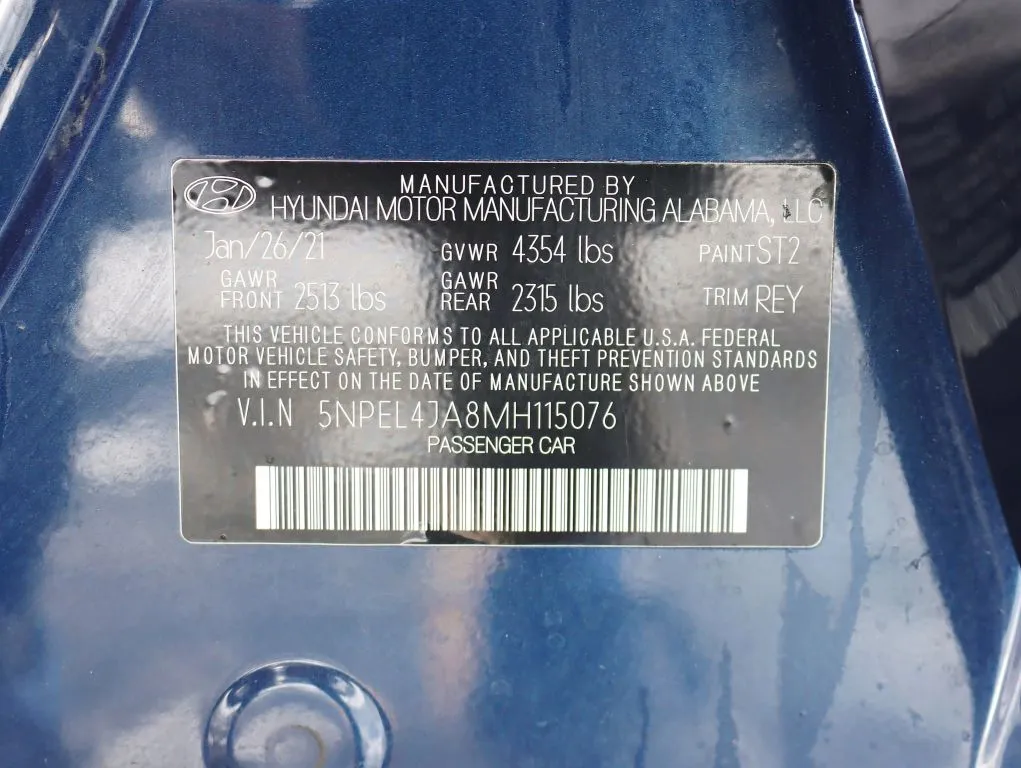 MANUFACTURED BY
HYUNDAI MOTOR MANUFACTURING ALABAMA, LLC
Jan/26/21 GVWR 4354 lbs PAINT ST2
GAWR FRONT 2513 lbs GAWR REAR 2315 lbs TRIM REY
THIS VEHICLE CONFORMS TO ALL APPLICABLE U.S.A. FEDERAL
MOTOR VEHICLE SAFETY, BUMPER, AND THEFT PREVENTION STANDARDS
IN EFFECT ON THE DATE OF MANUFACTURE SHOWN ABOVE
V.I.N 5NPEL4JA8MH115076
PASSENGER CAR